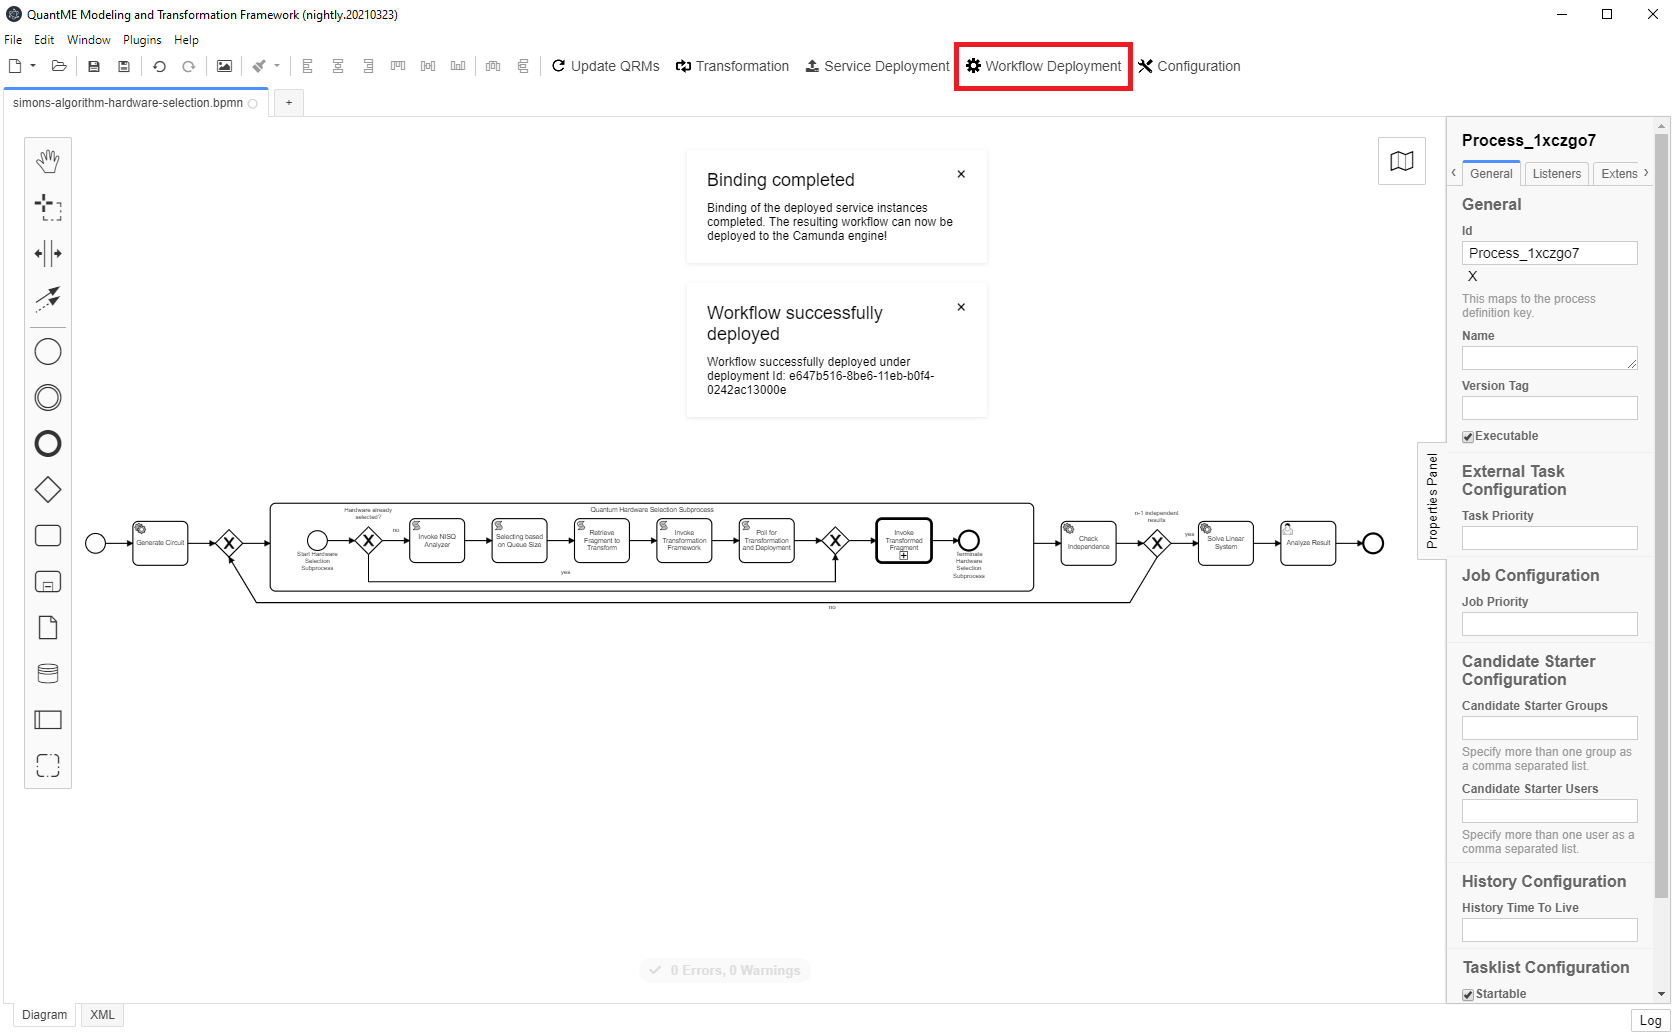 QuantME Modeling and Transformation Framework (nightly.20210323)
File Edit Window Plugins Help
Update QRMs Transformation Service Deployment Workflow Deployment Configuration
simons-algorithm-hardware-selection.bpmn
+
Binding completed
Binding of the deployed service instances
completed. The resulting workflow can now be
deployed to the Camunda engine!
Workflow successfully
deployed
Workflow successfully deployed under
deployment Id: e647b516-8be6-11eb-b0f4-
0242ac13000e
Generate Circuit
Quantum Hardware Selection Subprocess
Hardware already
selected?
Start Hardware
Selection
Subprocess
no
yes
Invoke NISQ
Analyzer
Selecting based
on Queue Size
Retrieve
Fragment to
Transform
Invoke
Transformation
Framework
Poll for
Transformation
and Deployment
Invoke
Transformed
Fragment
Terminate
Hardware
Selection
Subprocess
Check
Independence
n-1 independent
results
yes
no
Solve Linear
System
Analyze Result
Properties Panel
Process_1xczgo7
General Listeners Extens
General
Id
Process_1xczgo7
X
This maps to the process
definition key.
Name
Version Tag
Executable
External Task
Configuration
Task Priority
Job Configuration
Job Priority
Candidate Starter
Configuration
Candidate Starter Groups
Specify more than one group as
a comma separated list.
Candidate Starter Users
Specify more than one user as a
comma separated list.
History Configuration
History Time To Live
Tasklist Configuration
Startable
0 Errors, 0 Warnings
Diagram XML
Log